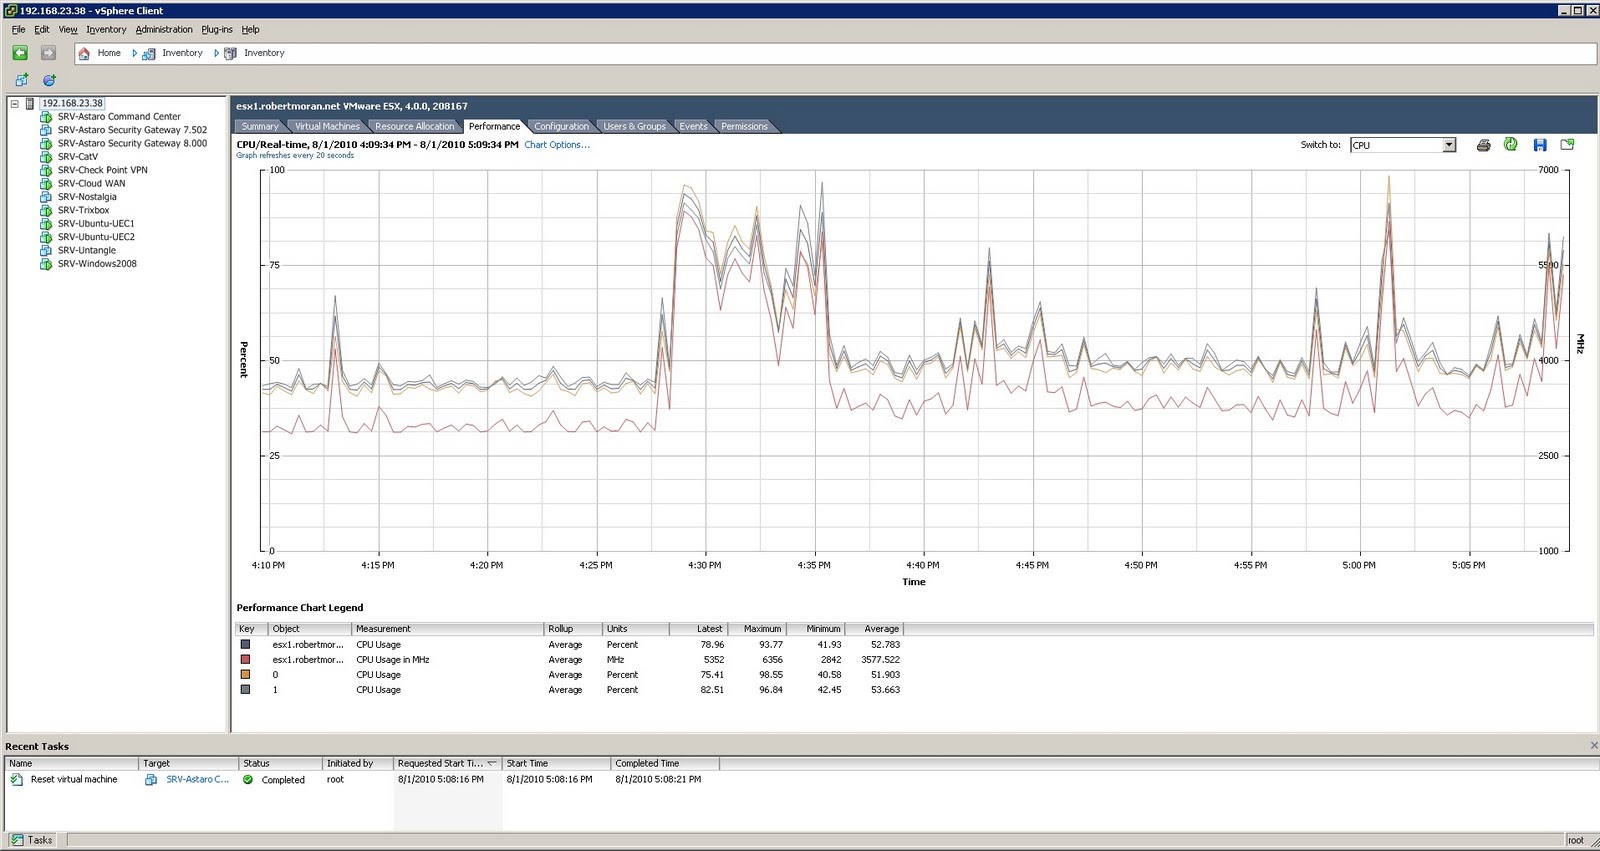 192.168.23.38 - vSphere Client
File Edit View Inventory Administration Plug-ins Help
Home Inventory Inventory
192.168.23.38
SRV-Astaro Command Center
SRV-Astaro Security Gateway 7.502
SRV-Astaro Security Gateway 8.000
SRV-CatV
SRV-Check Point VPN
SRV-Cloud WAN
SRV-Nostalgia
SRV-Trixbox
SRV-Ubuntu-UEC1
SRV-Ubuntu-UEC2
SRV-Untangle
SRV-Windows2008
esx1.robertmoran.net VMware ESX, 4.0.0, 208167
Summary Virtual Machines Resource Allocation Performance Configuration Users & Groups Events Permissions
CPU/Real-time, 8/1/2010 4:09:34 PM - 8/1/2010 5:09:34 PM Chart Options...
Graph refreshes every 20 seconds
Switch to: CPU
100 7000
75 5500
50 4000
25 2500
0 1000
Percent
MHz
4:10 PM 4:15 PM 4:20 PM 4:25 PM 4:30 PM 4:35 PM 4:40 PM 4:45 PM 4:50 PM 4:55 PM 5:00 PM 5:05 PM
Time
Performance Chart Legend
Key Object Measurement Rollup Units Latest Maximum Minimum Average
esx1.robertmor... CPU Usage Average Percent 78.96 93.77 41.93 52.783
esx1.robertmor... CPU Usage in MHz Average MHz 5352 6356 2842 3577.522
0 CPU Usage Average Percent 75.41 98.55 40.58 51.903
1 CPU Usage Average Percent 82.51 96.84 42.45 53.663
Recent Tasks
Name Target Status Initiated by Requested Start Ti... Start Time Completed Time
Reset virtual machine SRV-Astaro C... Completed root 8/1/2010 5:08:16 PM 8/1/2010 5:08:16 PM 8/1/2010 5:08:21 PM
Tasks root